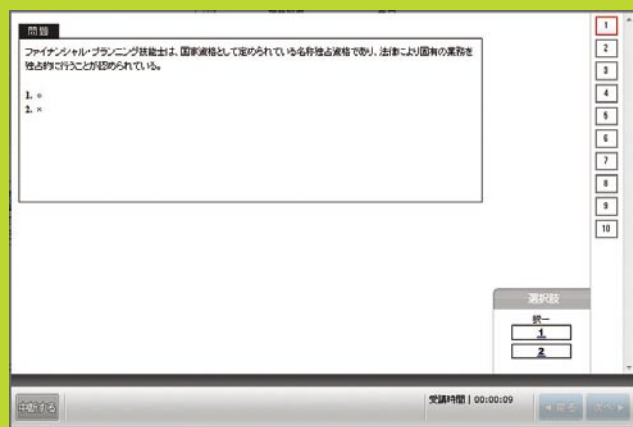 問題
ファイナンシャル・プランニング技能士は、国家資格として定められている名称独占資格であり、法律により固有の業務を
独占的に行うことが認められている。
1. ○
2. ×
1
2
3
4
5
6
7
8
9
10
選択肢
択一
1
2
中断する
受講時間 | 00:00:09
◀ 戻る
次へ ▶